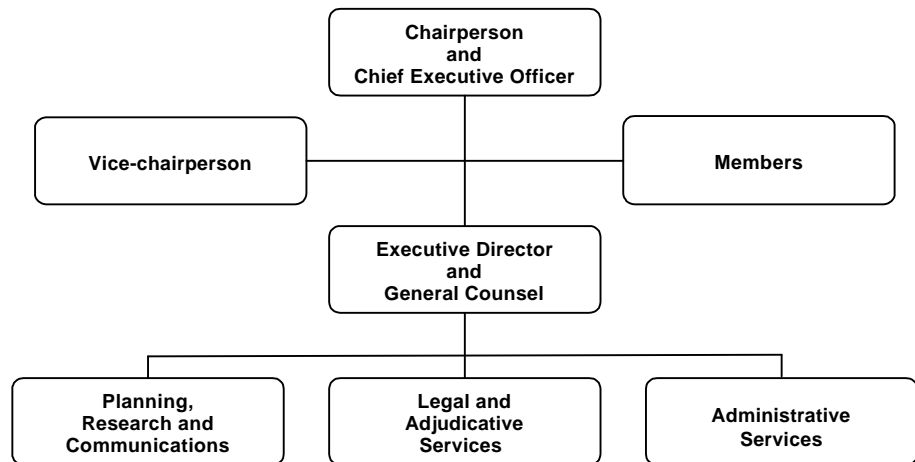 Chairperson
and
Chief Executive Officer
Vice-chairperson
Members
Executive Director
and
General Counsel
Planning,
Research and
Communications
Legal and
Adjudicative
Services
Administrative
Services